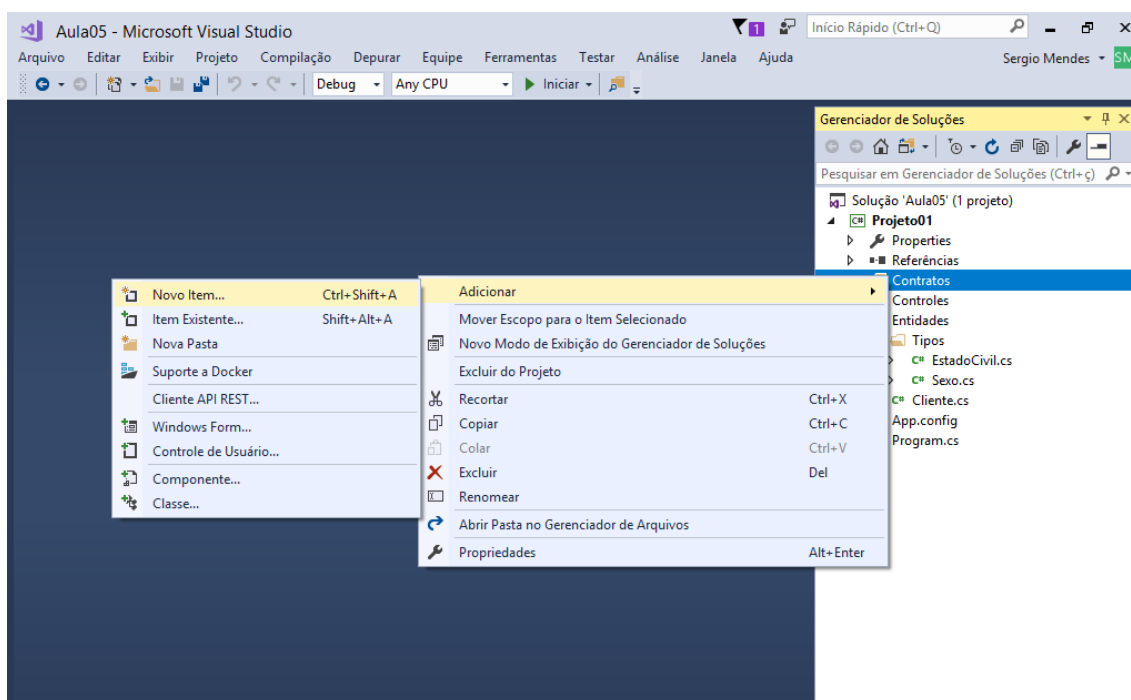 Aula05 - Microsoft Visual Studio
1
Início Rápido (Ctrl+Q)
Arquivo Editar Exibir Projeto Compilação Depurar Equipe Ferramentas Testar Análise Janela Ajuda
Sergio Mendes
SM
Debug
Any CPU
Iniciar
Gerenciador de Soluções
Pesquisar em Gerenciador de Soluções (Ctrl+ç)
Solução 'Aula05' (1 projeto)
C# Projeto01
Properties
Referências
Contratos
Controles
Entidades
Tipos
C# EstadoCivil.cs
C# Sexo.cs
C# Cliente.cs
App.config
Program.cs
Adicionar
Mover Escopo para o Item Selecionado
Novo Modo de Exibição do Gerenciador de Soluções
Excluir do Projeto
Recortar Ctrl+X
Copiar Ctrl+C
Colar Ctrl+V
Excluir Del
Renomear
Abrir Pasta no Gerenciador de Arquivos
Propriedades Alt+Enter
Novo Item... Ctrl+Shift+A
Item Existente... Shift+Alt+A
Nova Pasta
Suporte a Docker
Cliente API REST...
Windows Form...
Controle de Usuário...
Componente...
Classe...